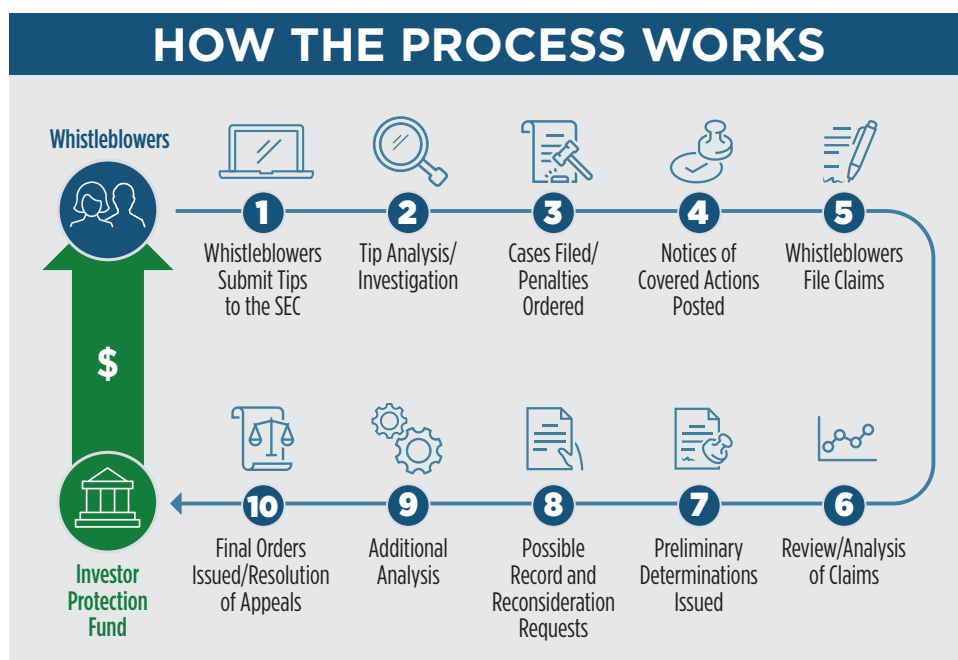 HOW THE PROCESS WORKS
Whistleblowers
1
Whistleblowers
Submit Tips
to the SEC
2
Tip Analysis/
Investigation
3
Cases Filed/
Penalties
Ordered
4
Notices of
Covered Actions
Posted
5
Whistleblowers
File Claims
$
6
Review/Analysis
of Claims
7
Preliminary
Determinations
Issued
8
Possible
Record and
Reconsideration
Requests
9
Additional
Analysis
10
Final Orders
Issued/Resolution
of Appeals
Investor
Protection
Fund